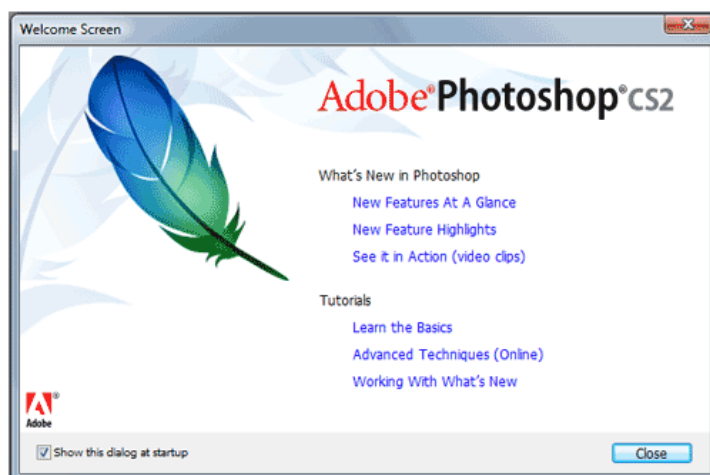 Welcome Screen
Adobe® Photoshop® CS2
What's New in Photoshop
New Features At A Glance
New Feature Highlights
See it in Action (video clips)
Tutorials
Learn the Basics
Advanced Techniques (Online)
Working With What's New
Adobe®
Show this dialog at startup
Close